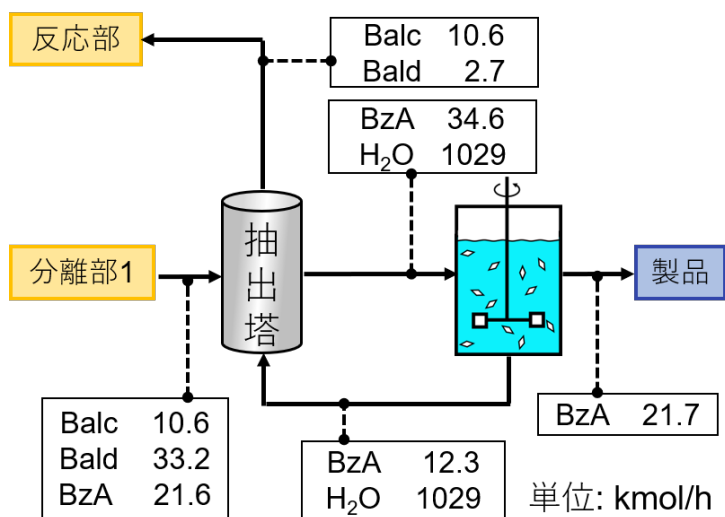 反応部
Balc 10.6
Bald 2.7
BzA 34.6
H₂O 1029
分離部1
抽出塔
製品
Balc 10.6
Bald 33.2
BzA 21.6
BzA 12.3
H₂O 1029
BzA 21.7
単位: kmol/h